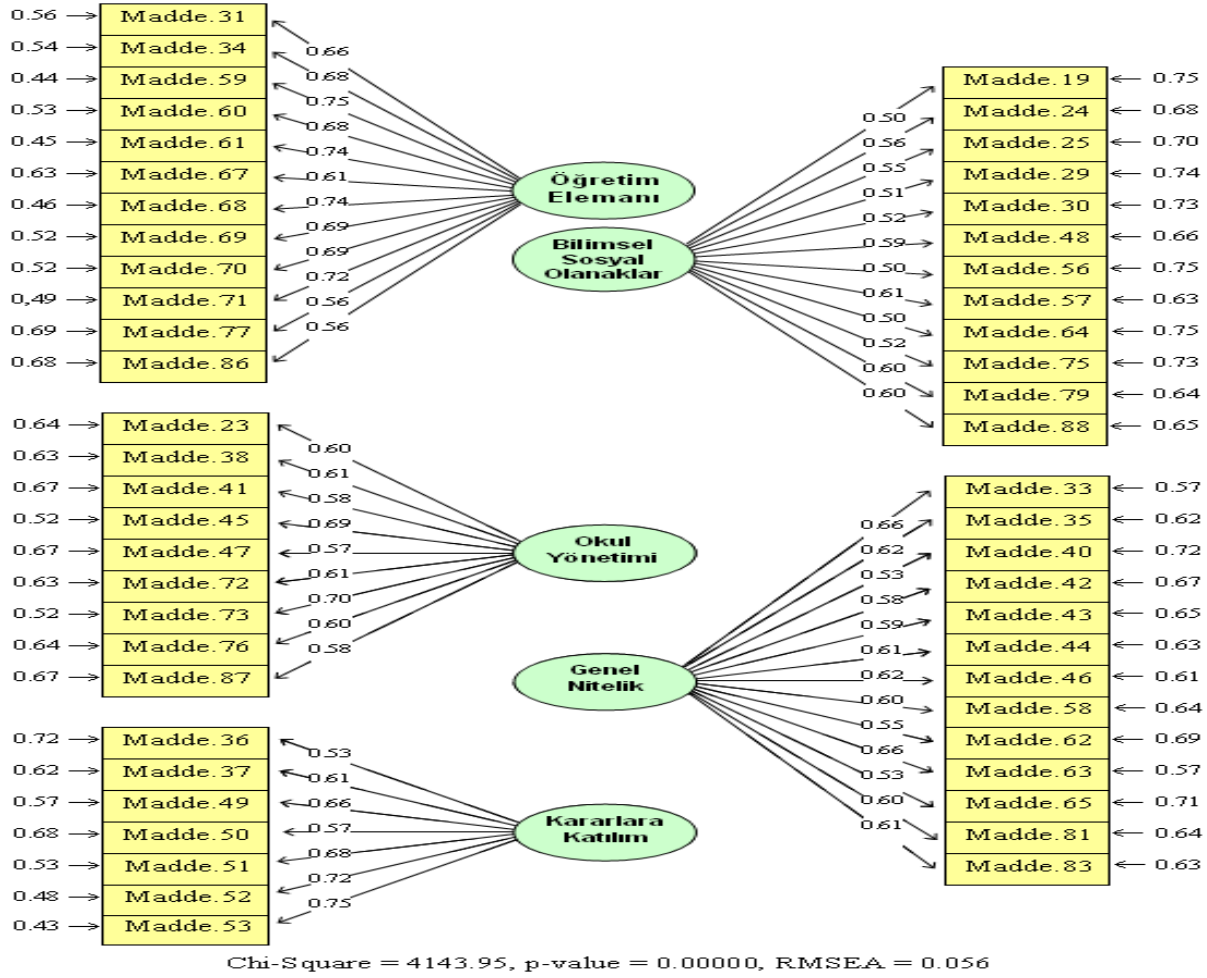 0.56 Madde.31
0.54 Madde.34
0.44 Madde.59
0.53 Madde.60
0.45 Madde.61
0.63 Madde.67
0.46 Madde.68
0.52 Madde.69
0.52 Madde.70
0,49 Madde.71
0.69 Madde.77
0.68 Madde.86
0.66
0.68
0.75
0.68
0.74
0.61
0.74
0.69
0.69
0.72
0.56
0.56
Öğretim
Elemanı
Bilimsel
Sosyal
Olanaklar
0.50
0.56
0.55
0.51
0.52
0.59
0.50
0.61
0.50
0.52
0.60
0.60
Madde.19 0.75
Madde.24 0.68
Madde.25 0.70
Madde.29 0.74
Madde.30 0.73
Madde.48 0.66
Madde.56 0.75
Madde.57 0.63
Madde.64 0.75
Madde.75 0.73
Madde.79 0.64
Madde.88 0.65
0.64 Madde.23
0.63 Madde.38
0.67 Madde.41
0.52 Madde.45
0.67 Madde.47
0.63 Madde.72
0.52 Madde.73
0.64 Madde.76
0.67 Madde.87
0.60
0.61
0.58
0.69
0.57
0.61
0.70
0.60
0.58
Okul
Yönetimi
Genel
Nitelik
0.66
0.62
0.53
0.58
0.59
0.61
0.62
0.60
0.55
0.66
0.53
0.60
0.61
Madde.33 0.57
Madde.35 0.62
Madde.40 0.72
Madde.42 0.67
Madde.43 0.65
Madde.44 0.63
Madde.46 0.61
Madde.58 0.64
Madde.62 0.69
Madde.63 0.57
Madde.65 0.71
Madde.81 0.64
Madde.83 0.63
0.72 Madde.36
0.62 Madde.37
0.57 Madde.49
0.68 Madde.50
0.53 Madde.51
0.48 Madde.52
0.43 Madde.53
0.53
0.61
0.66
0.57
0.68
0.72
0.75
Kararlara
Katılım
Chi-Square = 4143.95, p-value = 0.00000, RMSEA = 0.056